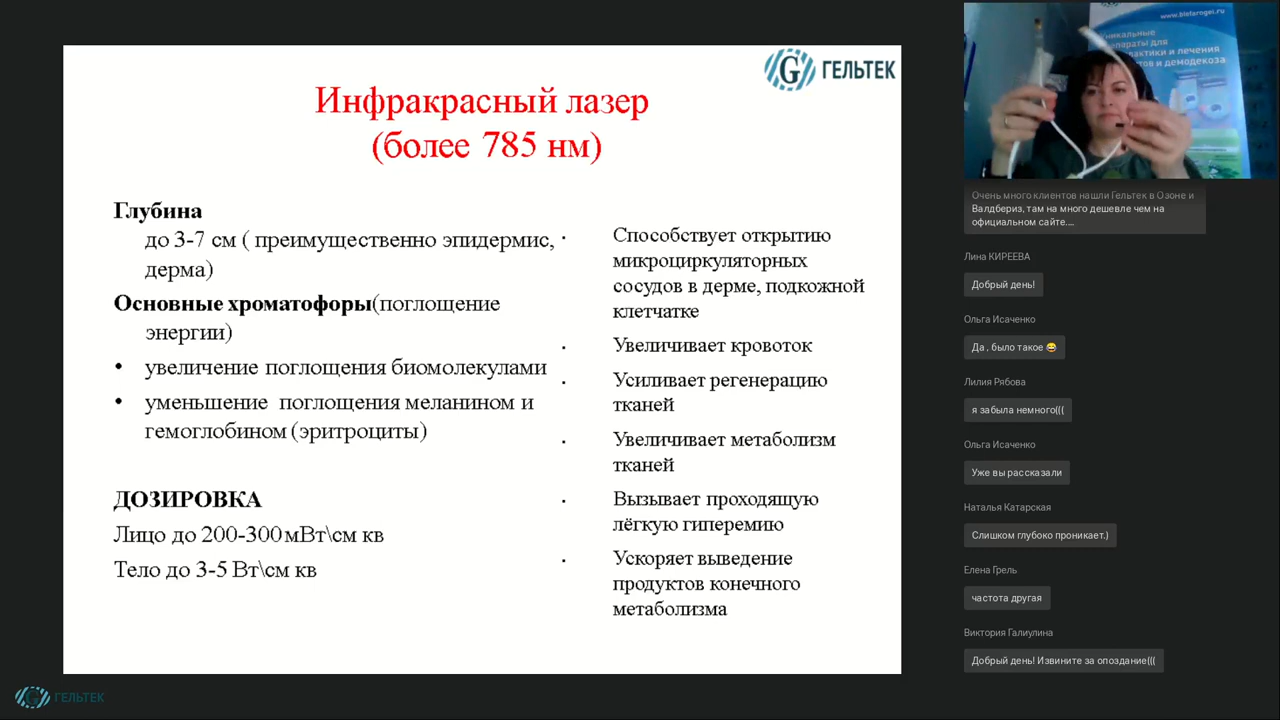 ГЕЛЬТЕК
Инфракрасный лазер
(более 785 нм)
Глубина
до 3-7 см ( преимущественно эпидермис,
дерма)
Основные хроматофоры(поглощение
энергии)
• увеличение поглощения биомолекулами
• уменьшение поглощения меланином и
гемоглобином (эритроциты)
ДОЗИРОВКА
Лицо до 200-300 мВт\см кв
Тело до 3-5 Вт\см кв
· Способствует открытию
микроциркуляторных
сосудов в дерме, подкожной
клетчатке
· Увеличивает кровоток
· Усиливает регенерацию
тканей
· Увеличивает метаболизм
тканей
· Вызывает проходящую
лёгкую гиперемию
· Ускоряет выведение
продуктов конечного
метаболизма
ГЕЛЬТЕК
Очень много клиентов нашли Гельтек в Озоне и
Валдбериз, там на много дешевле чем на
официальном сайте....
Лина КИРЕЕВА
Добрый день!
Ольга Исаченко
Да , было такое 😂
Лилия Рябова
я забыла немного(((
Ольга Исаченко
Уже вы рассказали
Наталья Катарская
Слишком глубоко проникает.)
Елена Грель
частота другая
Виктория Галиулина
Добрый день! Извините за опоздание(((